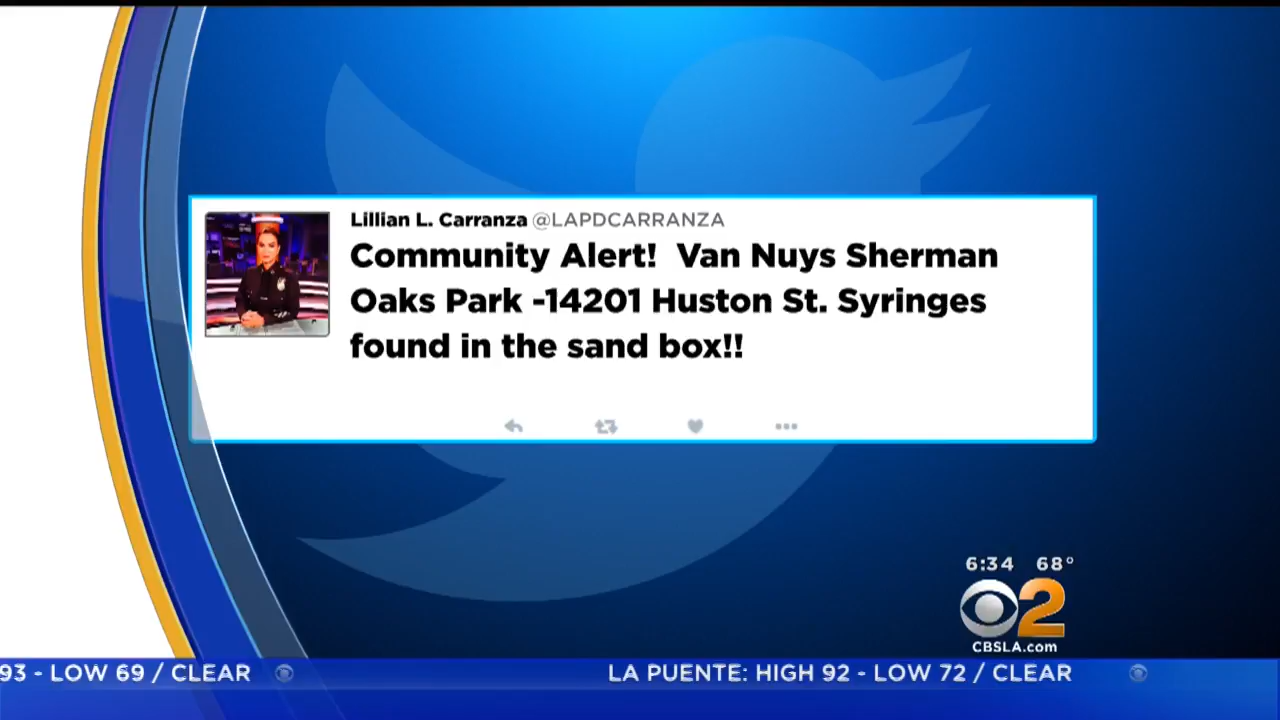 Lillian L. Carranza @LAPDCARRANZA
Community Alert!  Van Nuys Sherman
Oaks Park -14201 Huston St. Syringes
found in the sand box!!
6:34 68°
2
CBSLA.com
93 - LOW 69 / CLEAR LA PUENTE: HIGH 92 - LOW 72 / CLEAR